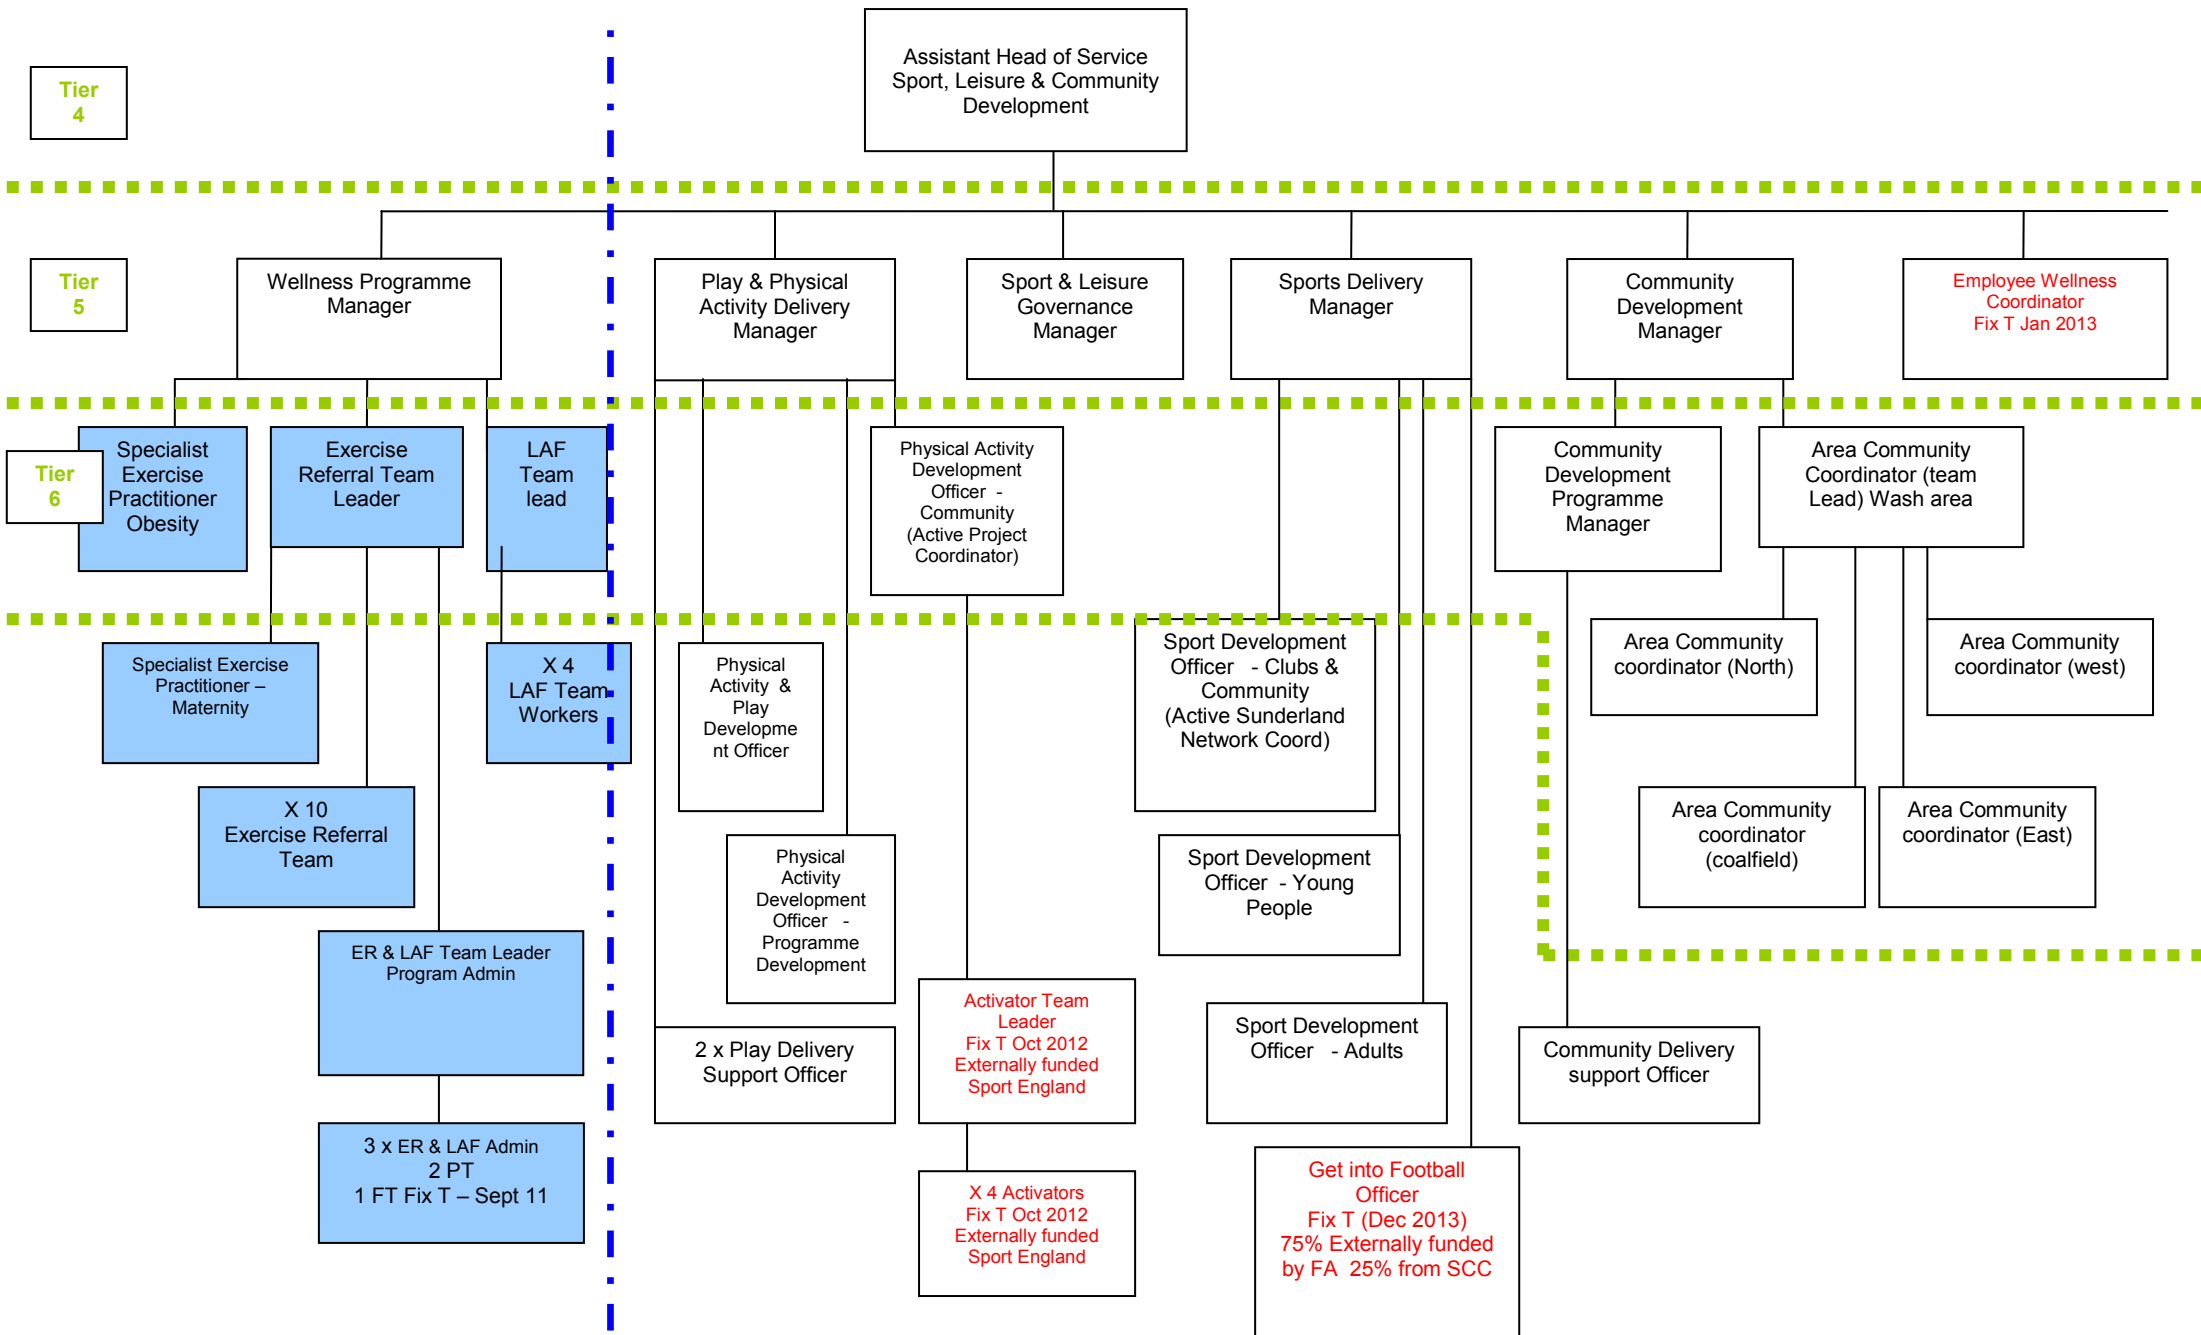 Assistant Head of Service
Sport, Leisure & Community
Development
Tier
4
Tier
5
Wellness Programme
Manager
Play & Physical
Activity Delivery
Manager
Sport & Leisure
Governance
Manager
Sports Delivery
Manager
Community
Development
Manager
Employee Wellness
Coordinator
Fix T Jan 2013
Tier
6
Specialist
Exercise
Practitioner
Obesity
Exercise
Referral Team
Leader
LAF
Team
lead
Physical Activity
Development
Officer -
Community
(Active Project
Coordinator)
Community
Development
Programme
Manager
Area Community
Coordinator (team
Lead) Wash area
Specialist Exercise
Practitioner –
Maternity
X 4
LAF Team
Workers
Physical
Activity &
Play
Developme
nt Officer
Sport Development
Officer - Clubs &
Community
(Active Sunderland
Network Coord)
Area Community
coordinator (North)
Area Community
coordinator (west)
X 10
Exercise Referral
Team
Physical
Activity
Development
Officer -
Programme
Development
Sport Development
Officer - Young
People
Area Community
coordinator
(coalfield)
Area Community
coordinator (East)
ER & LAF Team Leader
Program Admin
2 x Play Delivery
Support Officer
Activator Team
Leader
Fix T Oct 2012
Externally funded
Sport England
Sport Development
Officer - Adults
Community Delivery
support Officer
3 x ER & LAF Admin
2 PT
1 FT Fix T – Sept 11
X 4 Activators
Fix T Oct 2012
Externally funded
Sport England
Get into Football
Officer
Fix T (Dec 2013)
75% Externally funded
by FA 25% from SCC